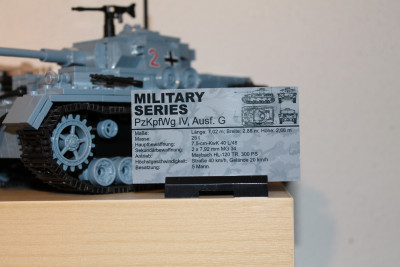 2
MILITARY
SERIES
PzKpfWg IV, Ausf. G
Maße: Länge: 7,02 m; Breite: 2,88 m; Höhe: 2,68 m
Masse: 25 t
Hauptbewaffnung: 7,5-cm-KwK 40 L/48
Sekundärbewaffnung: 2 x 7,92 mm MG 34
Antrieb: Maybach HL-120 TR, 300 PS
Höchstgeschwindigkeit: Straße 40 km/h, Gelände 20 km/h
Besatzung: 5 Mann